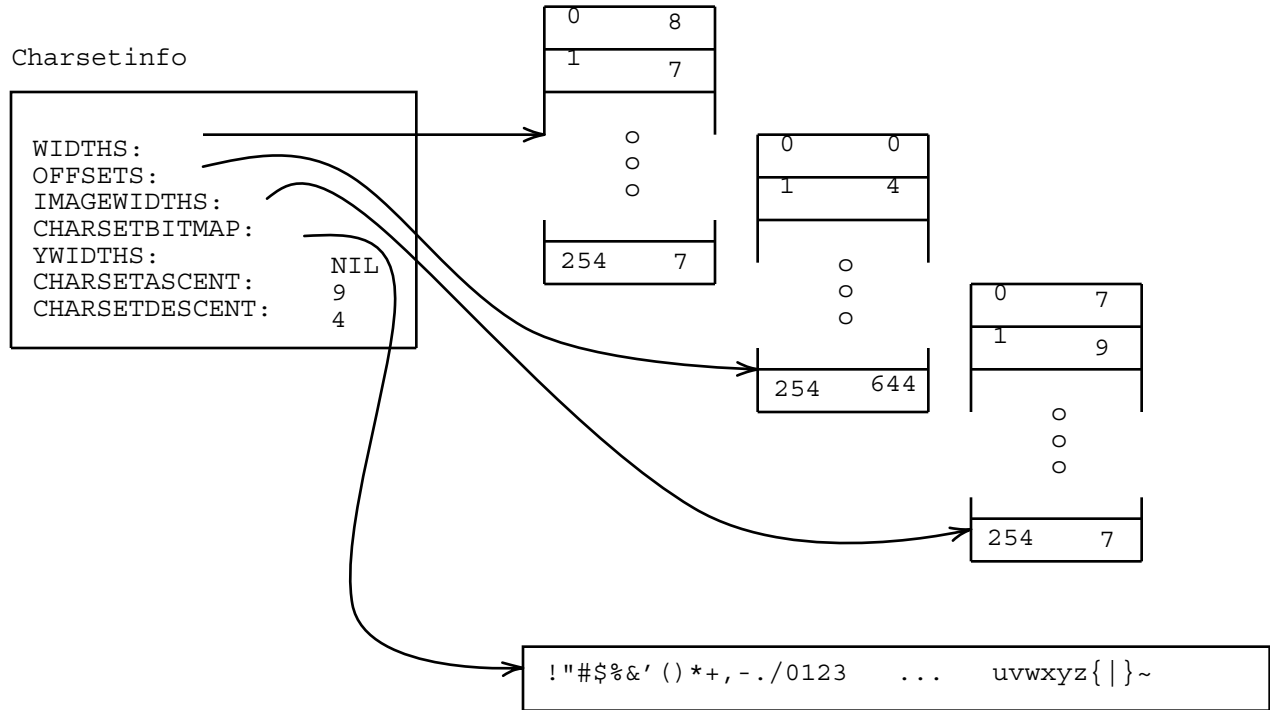 Charsetinfo
WIDTHS:
OFFSETS:
IMAGEWIDTHS:
CHARSETBITMAP:
YWIDTHS: NIL
CHARSETASCENT: 9
CHARSETDESCENT: 4
0 8
1 7
o
o
o
254 7
0 0
1 4
o
o
o
254 644
0 7
1 9
o
o
o
254 7
!"#$%&'()*+,-./0123 ... uvwxyz{|}~